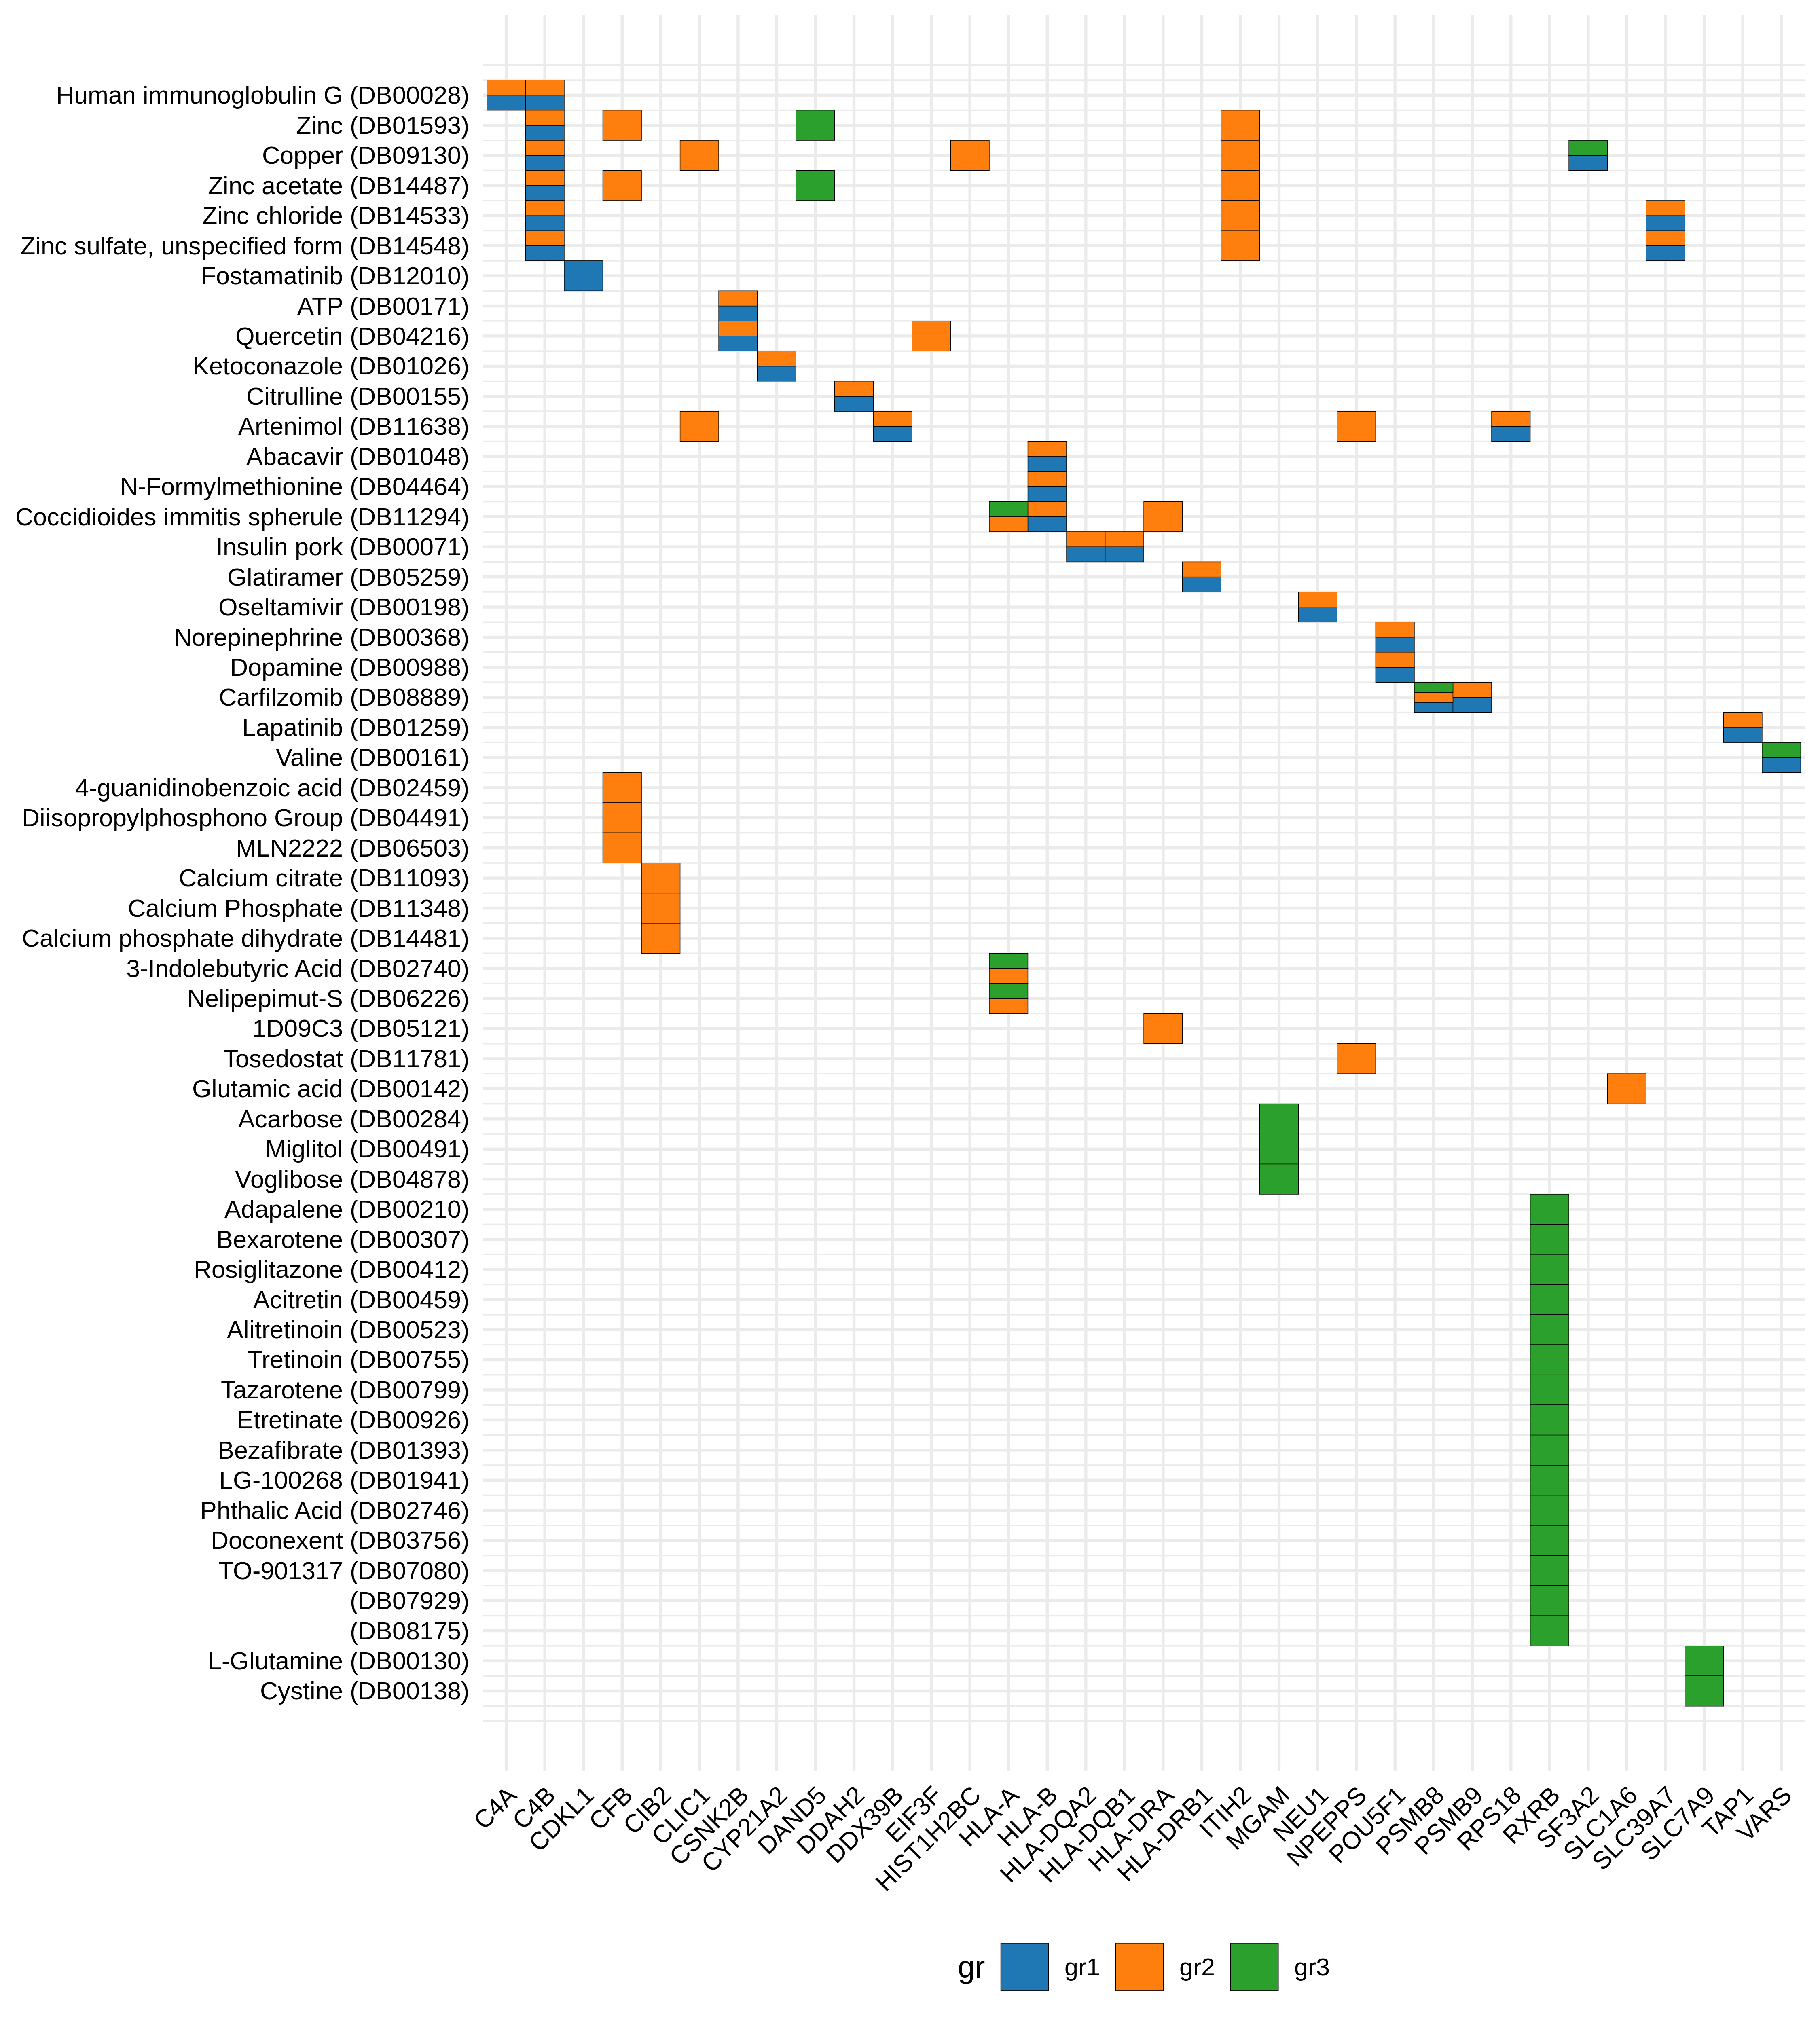 Human immunoglobulin G (DB00028)
Zinc (DB01593)
Copper (DB09130)
Zinc acetate (DB14487)
Zinc chloride (DB14533)
Zinc sulfate, unspecified form (DB14548)
Fostamatinib (DB12010)
ATP (DB00171)
Quercetin (DB04216)
Ketoconazole (DB01026)
Citrulline (DB00155)
Artenimol (DB11638)
Abacavir (DB01048)
N-Formylmethionine (DB04464)
Coccidioides immitis spherule (DB11294)
Insulin pork (DB00071)
Glatiramer (DB05259)
Oseltamivir (DB00198)
Norepinephrine (DB00368)
Dopamine (DB00988)
Carfilzomib (DB08889)
Lapatinib (DB01259)
Valine (DB00161)
4-guanidinobenzoic acid (DB02459)
Diisopropylphosphono Group (DB04491)
MLN2222 (DB06503)
Calcium citrate (DB11093)
Calcium Phosphate (DB11348)
Calcium phosphate dihydrate (DB14481)
3-Indolebutyric Acid (DB02740)
Nelipepimut-S (DB06226)
1D09C3 (DB05121)
Tosedostat (DB11781)
Glutamic acid (DB00142)
Acarbose (DB00284)
Miglitol (DB00491)
Voglibose (DB04878)
Adapalene (DB00210)
Bexarotene (DB00307)
Rosiglitazone (DB00412)
Acitretin (DB00459)
Alitretinoin (DB00523)
Tretinoin (DB00755)
Tazarotene (DB00799)
Etretinate (DB00926)
Bezafibrate (DB01393)
LG-100268 (DB01941)
Phthalic Acid (DB02746)
Doconexent (DB03756)
TO-901317 (DB07080)
(DB07929)
(DB08175)
L-Glutamine (DB00130)
Cystine (DB00138)
C4A
C4B
CDKL1
CFB
CIB2
CLIC1
CSNK2B
CYP21A2
DAND5
DDAH2
DDX39B
EIF3F
HIST1H2BC
HLA-A
HLA-B
HLA-DQA2
HLA-DQB1
HLA-DRA
HLA-DRB1
ITIH2
MGAM
NEU1
NPEPPS
POU5F1
PSMB8
PSMB9
RPS18
RXRB
SF3A2
SLC1A6
SLC39A7
SLC7A9
TAP1
VARS
gr gr1 gr2 gr3